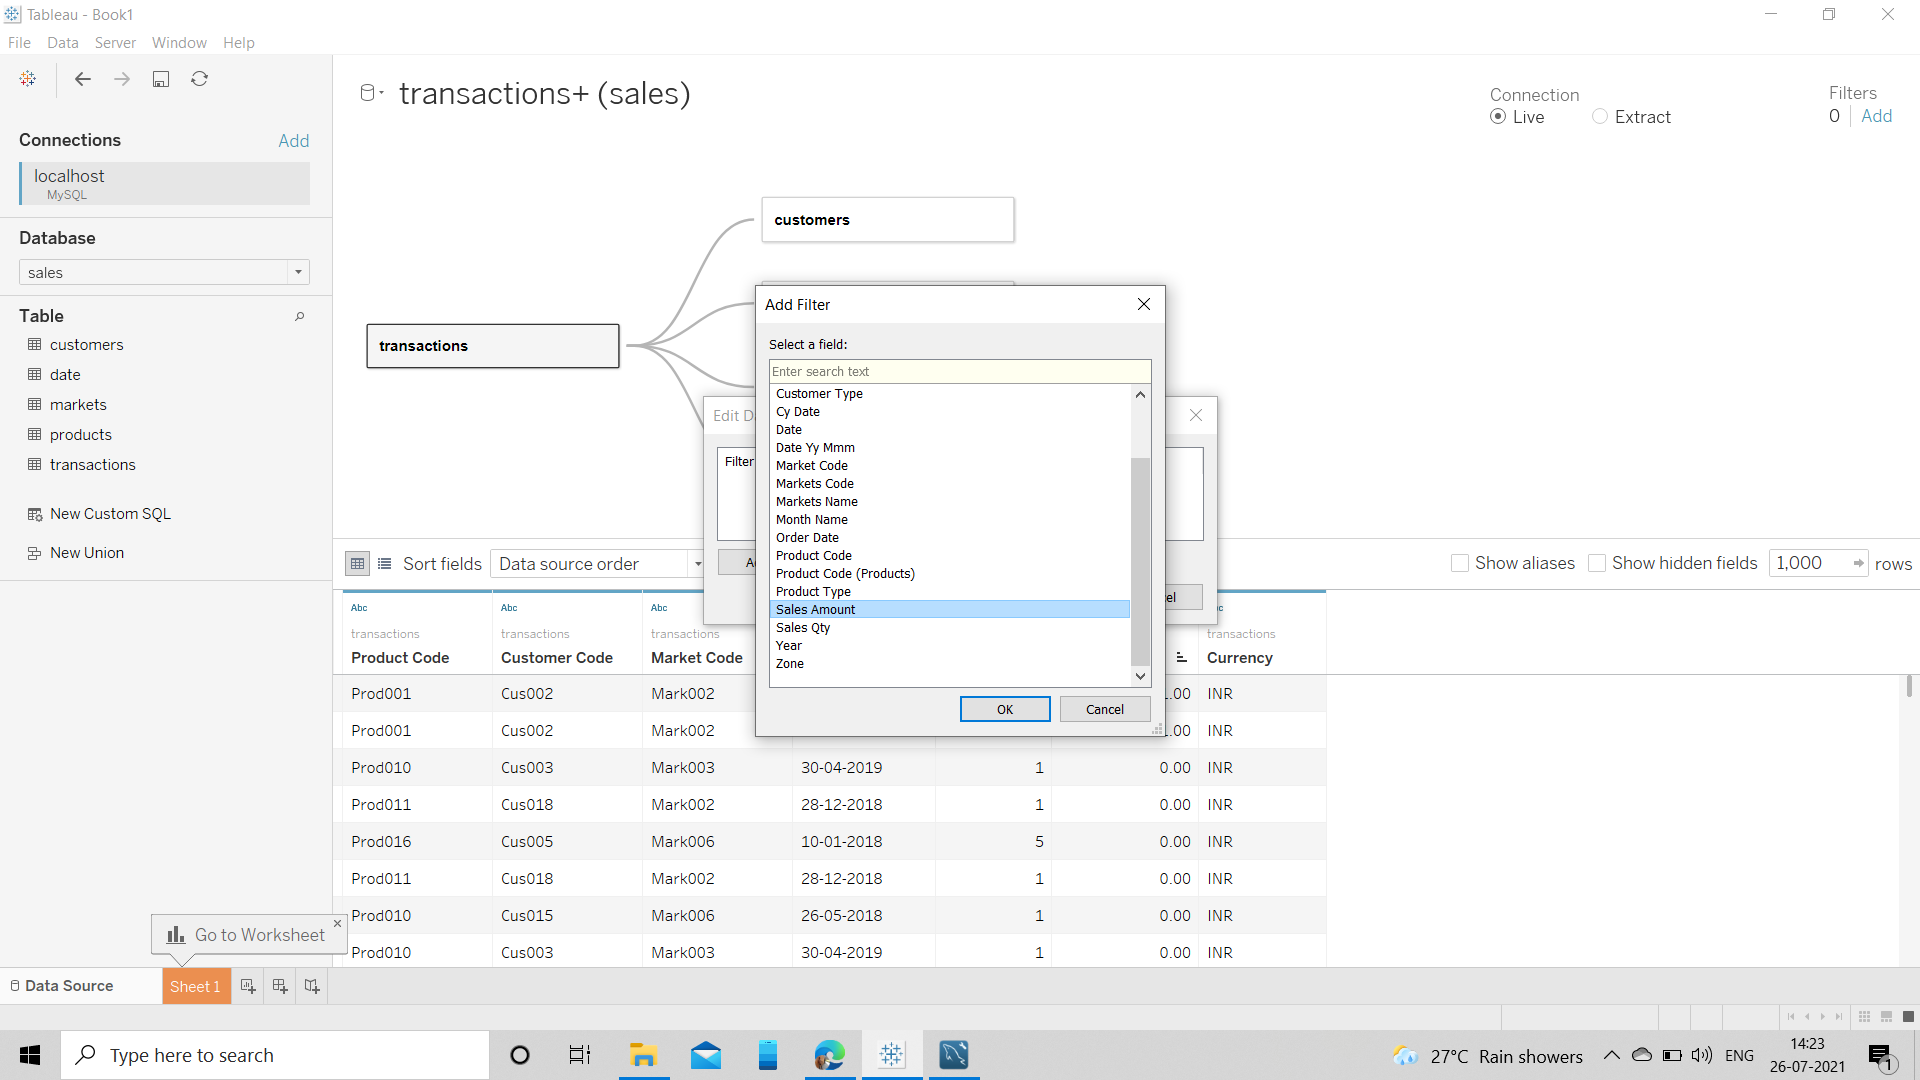 Tableau - Book1
File Data Server Window Help
transactions+ (sales)
Connection
Live Extract
Filters
0 Add
Connections Add
localhost
MySQL
Database
sales
Table
customers
date
markets
products
transactions
New Custom SQL
New Union
customers
transactions
Edit D
Filter
Add Filter
Select a field:
Enter search text
Customer Type
Cy Date
Date
Date Yy Mmm
Market Code
Markets Code
Markets Name
Month Name
Order Date
Product Code
Product Code (Products)
Product Type
Sales Amount
Sales Qty
Year
Zone
OK Cancel
Sort fields Data source order
Show aliases Show hidden fields 1,000 rows
Abc Abc Abc
transactions transactions transactions transactions
Product Code Customer Code Market Code Currency
Prod001 Cus002 Mark002 .00 INR
Prod001 Cus002 Mark002 .00 INR
Prod010 Cus003 Mark003 30-04-2019 1 0.00 INR
Prod011 Cus018 Mark002 28-12-2018 1 0.00 INR
Prod016 Cus005 Mark006 10-01-2018 5 0.00 INR
Prod011 Cus018 Mark002 28-12-2018 1 0.00 INR
Prod010 Cus015 Mark006 26-05-2018 1 0.00 INR
Prod010 Cus003 Mark003 30-04-2019 1 0.00 INR
Go to Worksheet
Data Source Sheet 1
Type here to search
27°C Rain showers
ENG
14:23
26-07-2021
1